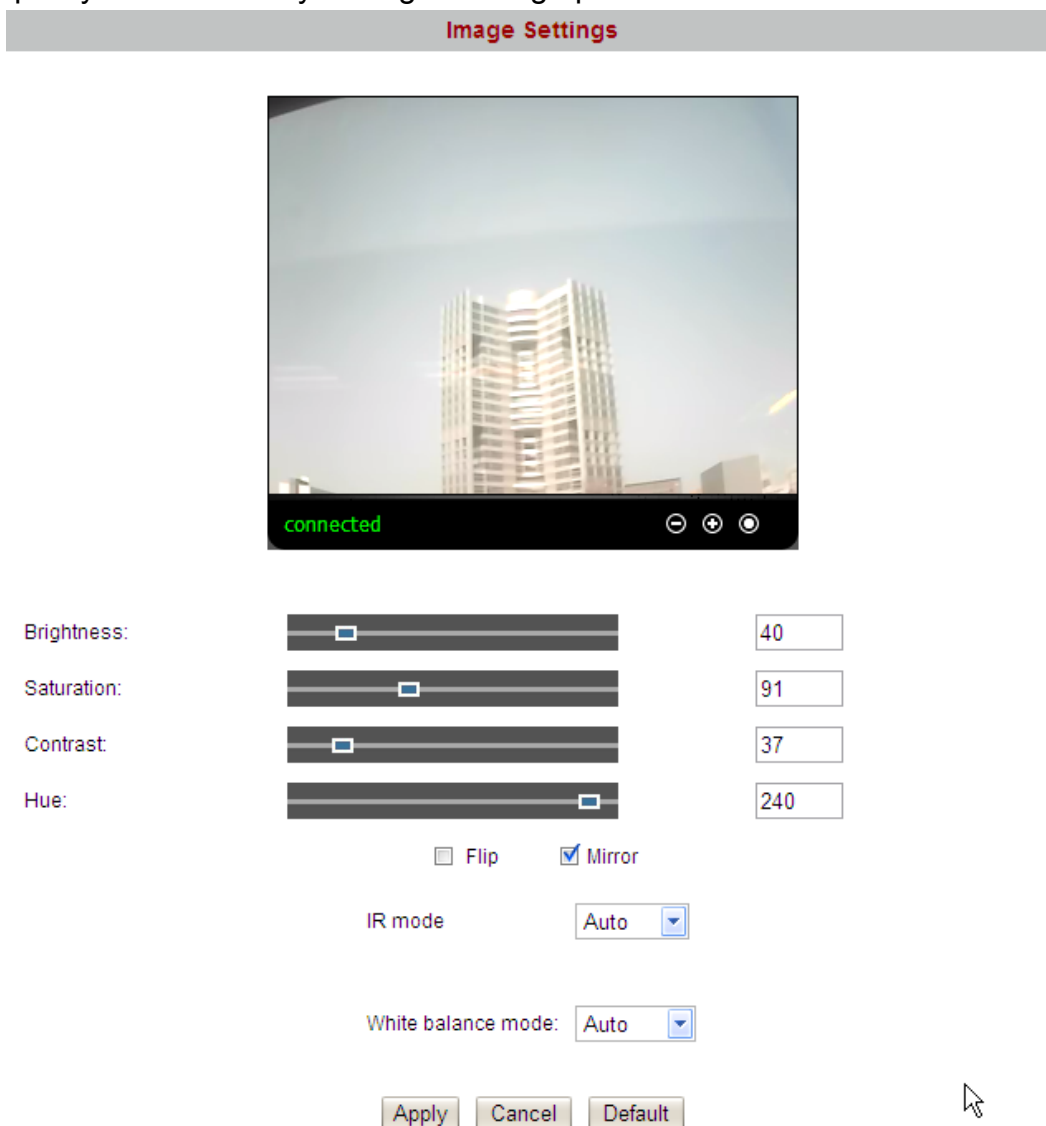 Image Settings
connected
Brightness: 40
Saturation: 91
Contrast: 37
Hue: 240
Flip Mirror
IR mode Auto
White balance mode: Auto
Apply Cancel Default